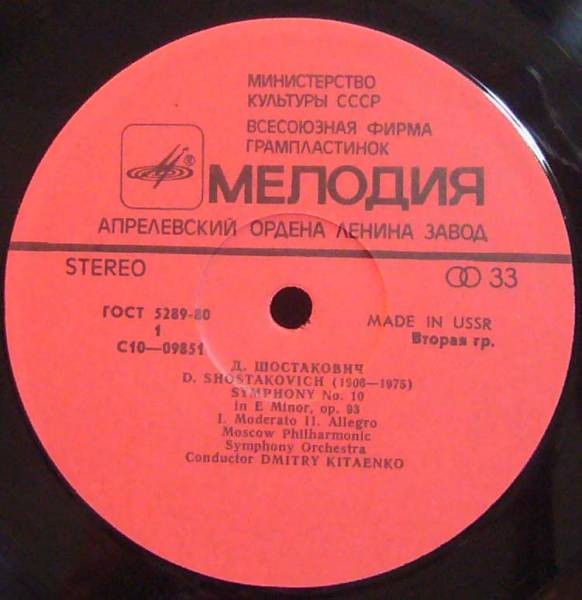 МИНИСТЕРСТВО
КУЛЬТУРЫ СССР
ВСЕСОЮЗНАЯ ФИРМА
ГРАМПЛАСТИНОК
®
МЕЛОДИЯ
АПРЕЛЕВСКИЙ ОРДЕНА ЛЕНИНА ЗАВОД
STEREO
33
ГОСТ 5289-80
MADE IN USSR
1
Вторая гр.
С10—09851
Д. ШОСТАКОВИЧ
D. SHOSTAKOVICH (1906—1975)
SYMPHONY No. 10
in E Minor, op. 93
I. Moderato II. Allegro
Moscow Philharmonic
Symphony Orchestra
Conductor DMITRY KITAENKO